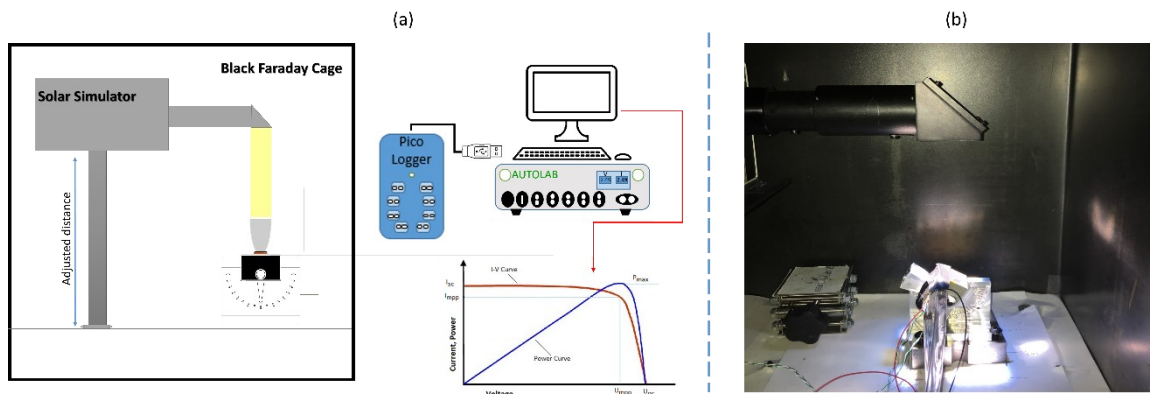 (a)
(b)
Black Faraday Cage
Solar Simulator
Adjusted distance
Pico
Logger
AUTOLAB
V
I
I-V Curve
Pmax
Isc
Impp
Current, Power
Power Curve
Voltage
Umpp